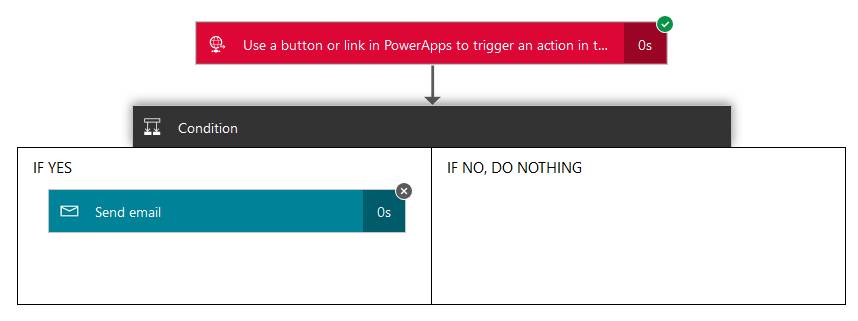 Use a button or link in PowerApps to trigger an action in t...
0s
Condition
IF YES
IF NO, DO NOTHING
Send email
0s